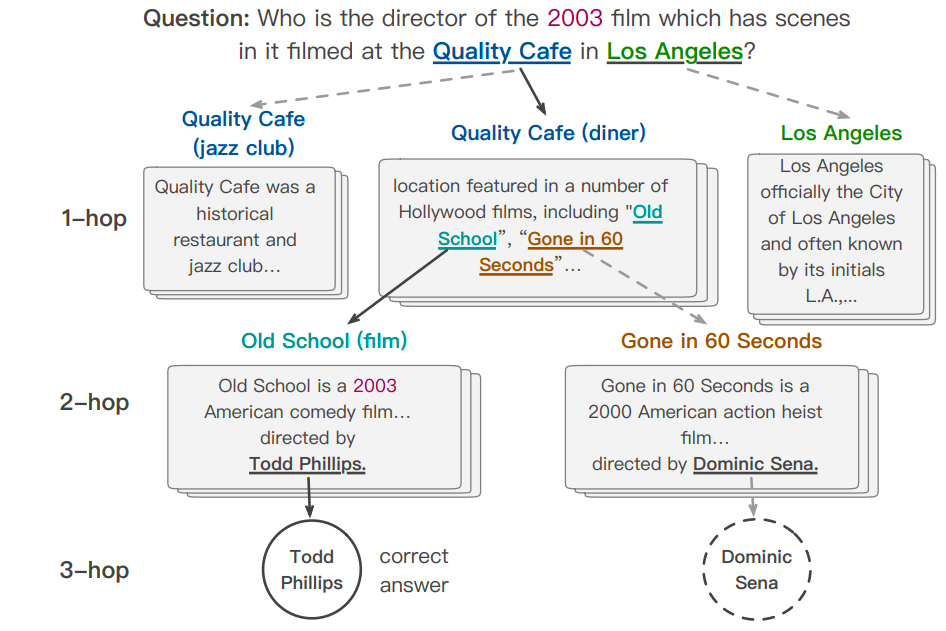 Question: Who is the director of the 2003 film which has scenes
in it filmed at the Quality Cafe in Los Angeles?
Quality Cafe
(jazz club)
Quality Cafe (diner)
Los Angeles
1-hop
Quality Cafe was a
historical
restaurant and
jazz club...
location featured in a number of
Hollywood films, including "Old
School”, “Gone in 60
Seconds”...
Los Angeles
officially the City
of Los Angeles
and often known
by its initials
L.A.,...
Old School (film)
Gone in 60 Seconds
2-hop
Old School is a 2003
American comedy film...
directed by
Todd Phillips.
Gone in 60 Seconds is a
2000 American action heist
film...
directed by Dominic Sena.
3-hop
Todd
Phillips
correct
answer
Dominic
Sena